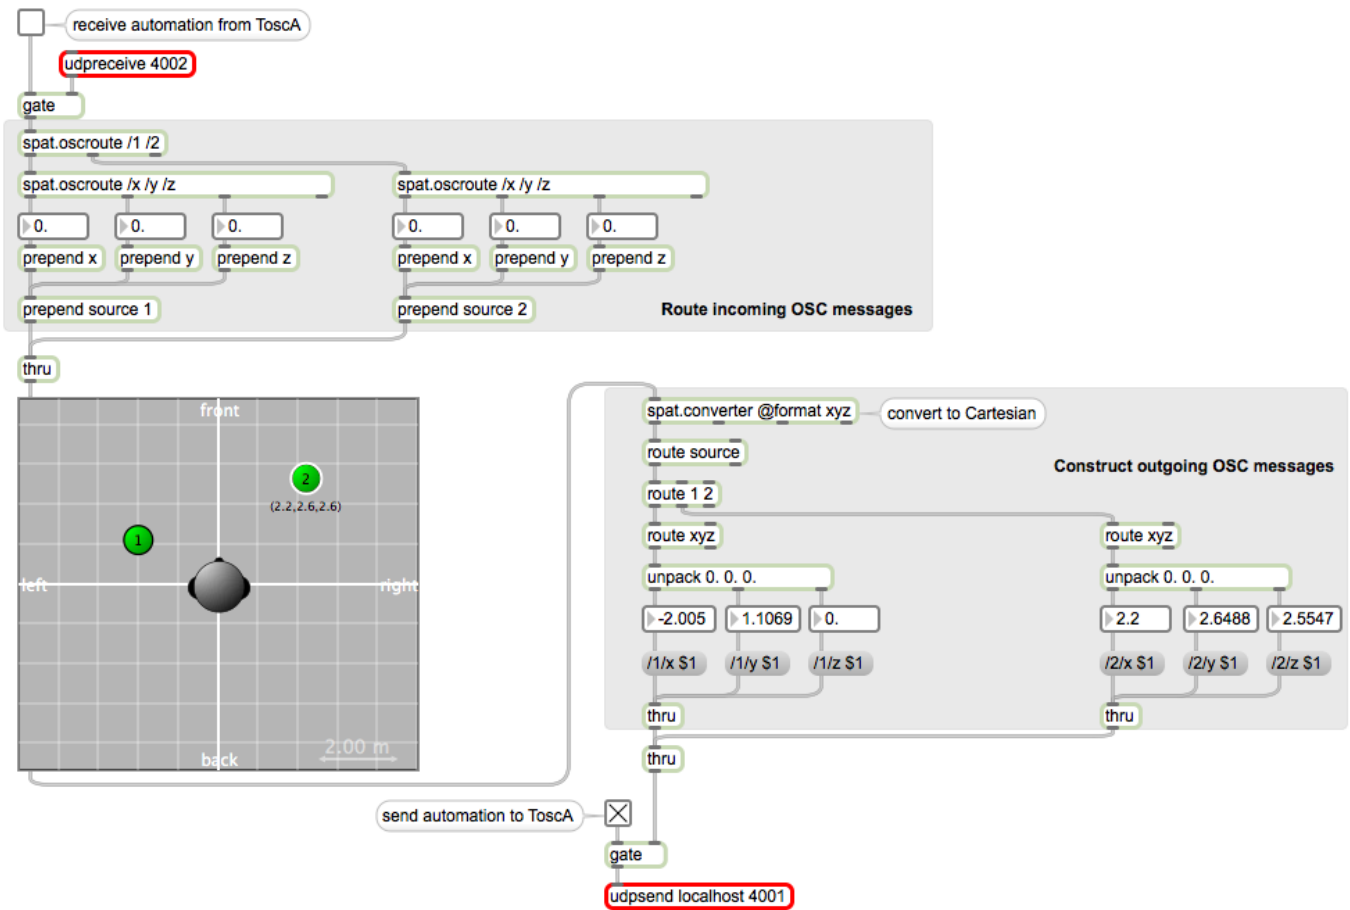 receive automation from ToscA
udpreceive 4002
gate
spat.oscroute /1 /2
spat.oscroute /x /y /z
spat.oscroute /x /y /z
0.
0.
0.
0.
0.
0.
prepend x
prepend y
prepend z
prepend x
prepend y
prepend z
prepend source 1
prepend source 2
Route incoming OSC messages
thru
front
2
(2.2,2.6,2.6)
1
left
right
2.00 m
back
spat.converter @format xyz
convert to Cartesian
route source
Construct outgoing OSC messages
route 1 2
route xyz
route xyz
unpack 0. 0. 0.
unpack 0. 0. 0.
-2.005
1.1069
0.
2.2
2.6488
2.5547
/1/x $1
/1/y $1
/1/z $1
/2/x $1
/2/y $1
/2/z $1
thru
thru
thru
send automation to ToscA
gate
udpsend localhost 4001